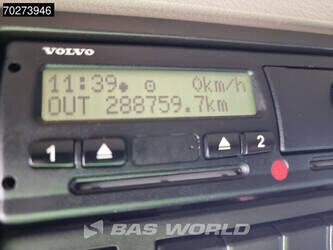 70273946
VOLVO
11:39 0km/h
OUT 288759.7km
1 2
BAS WORLD